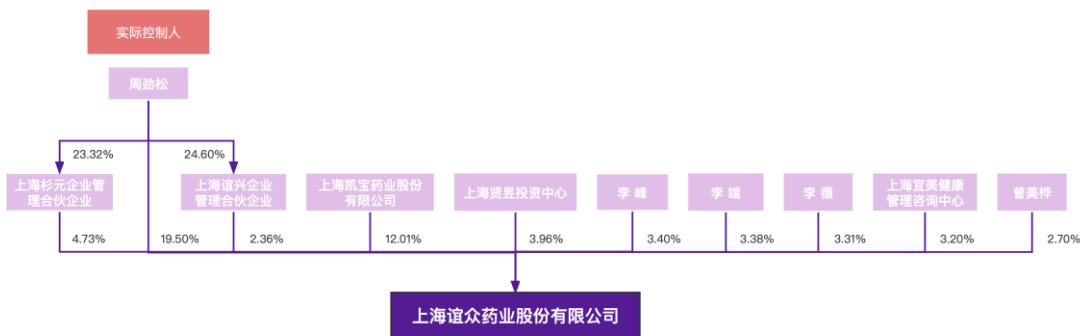 实际控制人
周劲松
23.32%
24.60%
上海杉元企业管
理合伙企业
上海谊兴企业
管理合伙企业
上海凯宝药业股份
有限公司
上海贤昱投资中心
李 峰
李 端
李 循
上海宜美健康
管理咨询中心
曾美桦
4.73%
19.50%
2.36%
12.01%
3.96%
3.40%
3.38%
3.31%
3.20%
2.70%
上海谊众药业股份有限公司